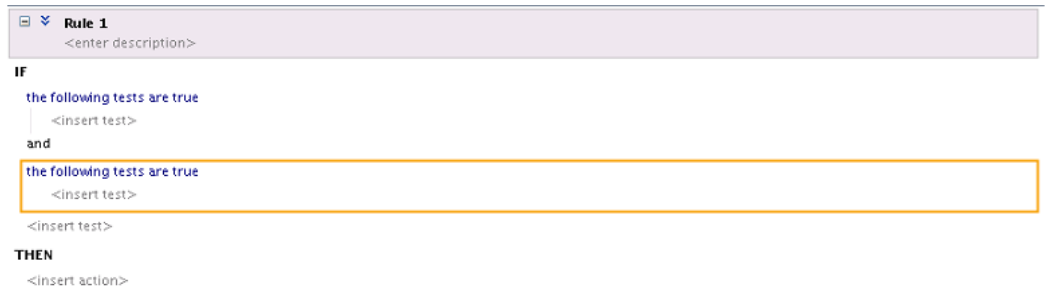 Rule 1
<enter description>
IF
the following tests are true
<insert test>
and
the following tests are true
<insert test>
<insert test>
THEN
<insert action>